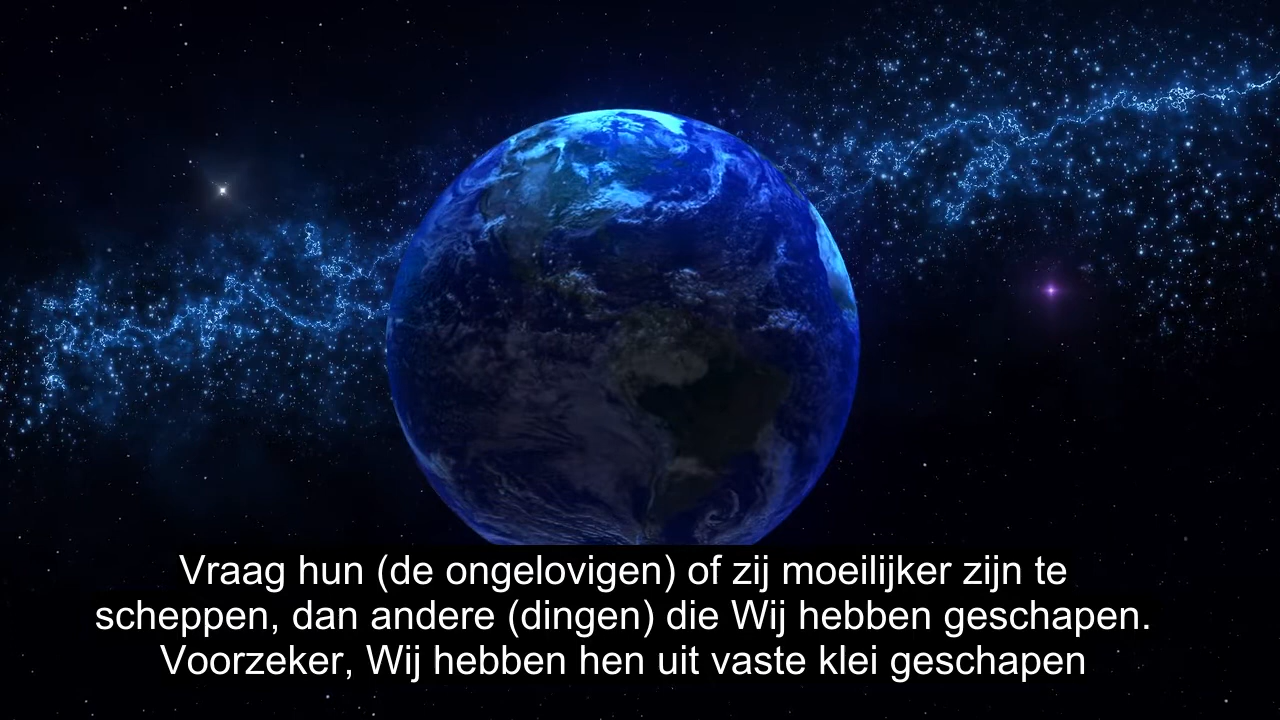 Vraag hun (de ongelovigen) of zij moeilijker zijn te
scheppen, dan andere (dingen) die Wij hebben geschapen.
Voorzeker, Wij hebben hen uit vaste klei geschapen